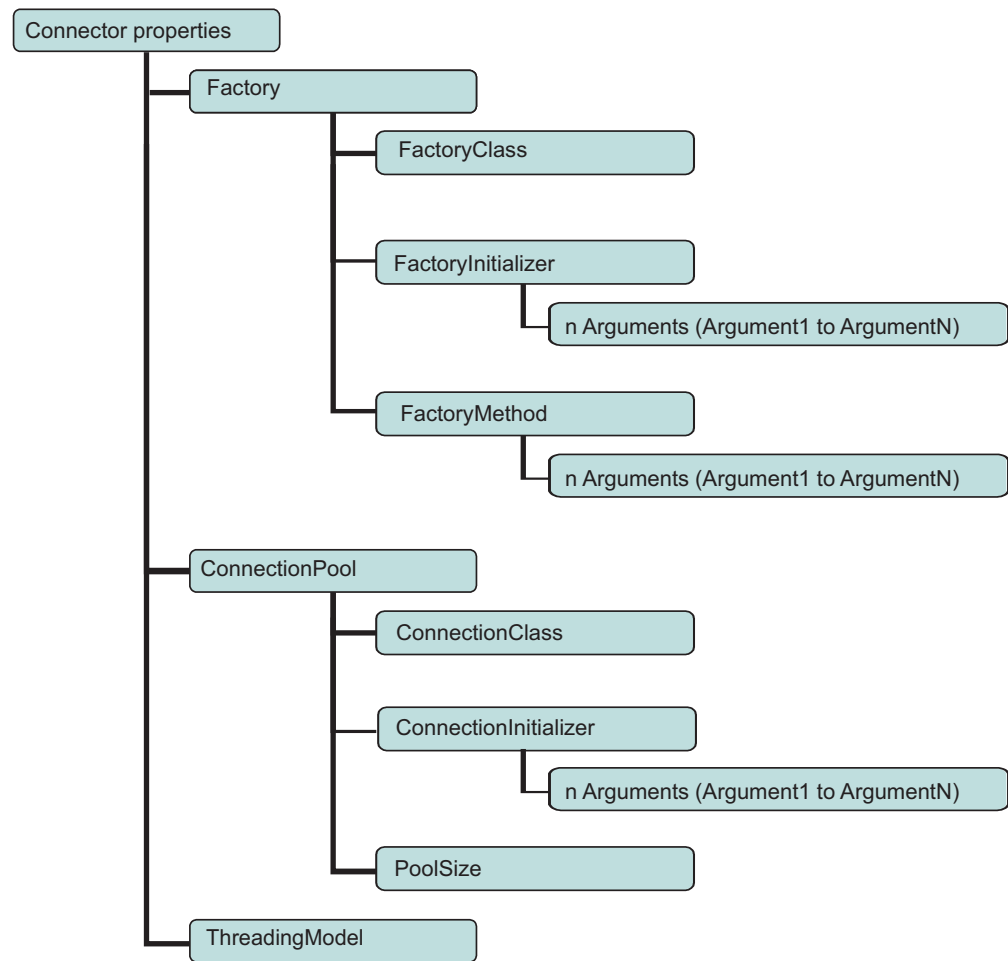 Connector properties
Factory
FactoryClass
FactoryInitializer
n Arguments (Argument1 to ArgumentN)
FactoryMethod
n Arguments (Argument1 to ArgumentN)
ConnectionPool
ConnectionClass
ConnectionInitializer
n Arguments (Argument1 to ArgumentN)
PoolSize
ThreadingModel